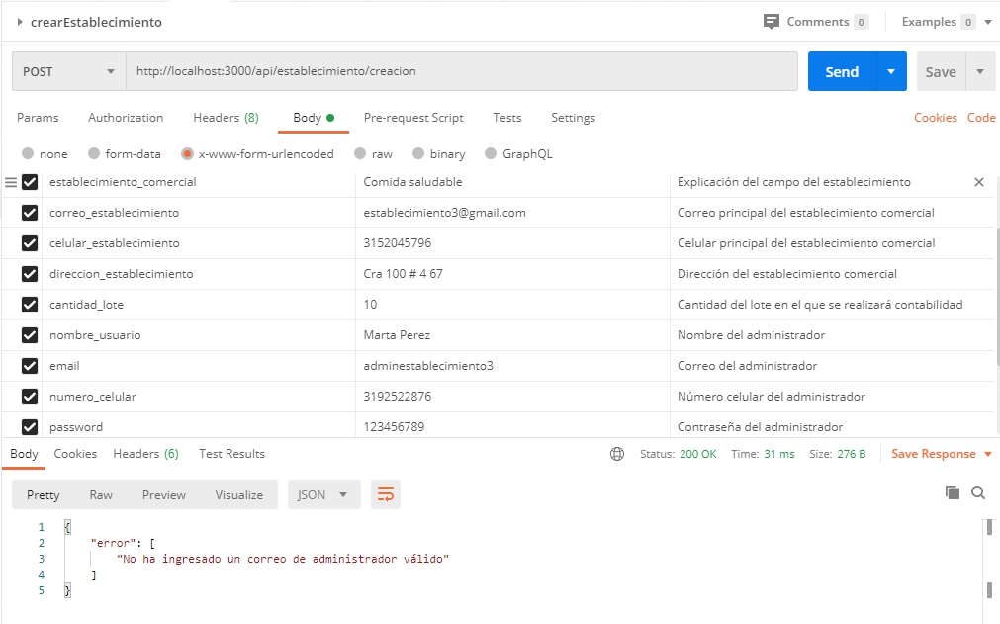 crearEstablecimiento Comments 0 Examples 0
POST http://localhost:3000/api/establecimiento/creacion Send Save
Params Authorization Headers (8) Body Pre-request Script Tests Settings Cookies Code
none form-data x-www-form-urlencoded raw binary GraphQL
establecimiento_comercial Comida saludable Explicación del campo del establecimiento
correo_establecimiento establecimiento3@gmail.com Correo principal del establecimiento comercial
celular_establecimiento 3152045796 Celular principal del establecimiento comercial
direccion_establecimiento Cra 100 # 4 67 Dirección del establecimiento comercial
cantidad_lote 10 Cantidad del lote en el que se realizará contabilidad
nombre_usuario Marta Perez Nombre del administrador
email adminestablecimiento3 Correo del administrador
numero_celular 3192522876 Número celular del administrador
password 123456789 Contraseña del administrador
Body Cookies Headers (6) Test Results Status: 200 OK Time: 31 ms Size: 276 B Save Response
Pretty Raw Preview Visualize JSON
1 {
2 "error": [
3 "No ha ingresado un correo de administrador válido"
4 ]
5 }